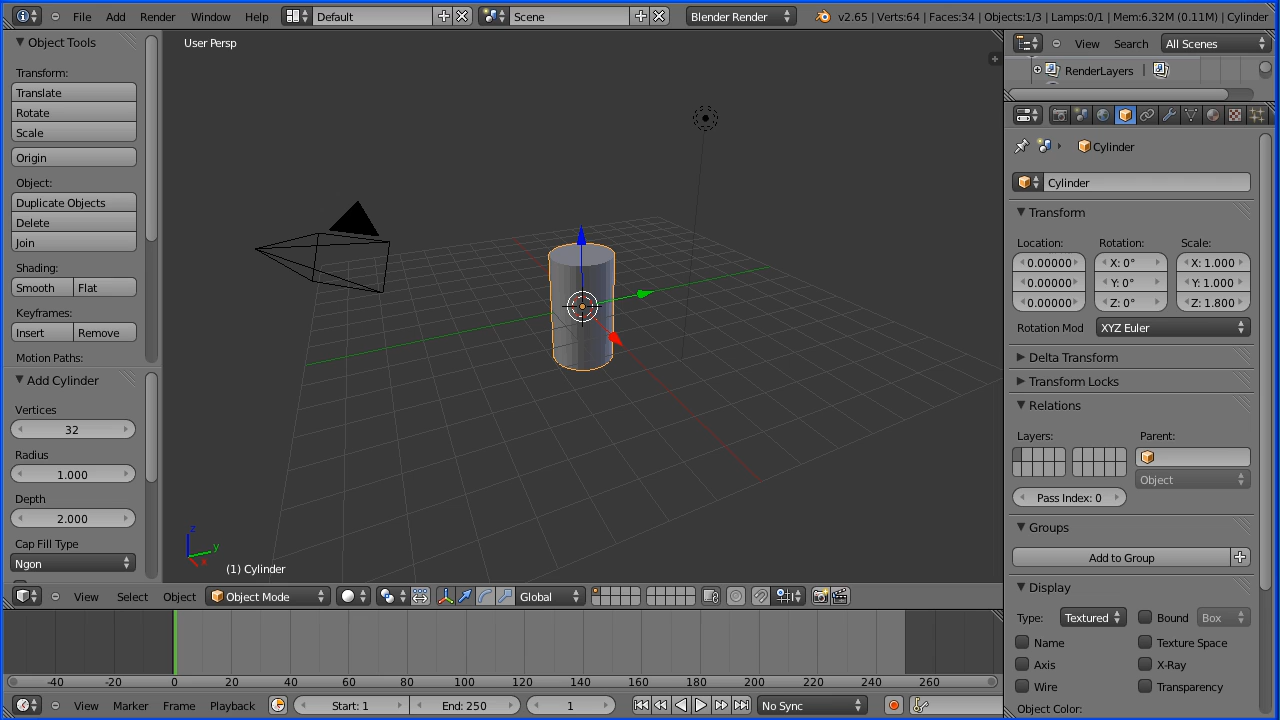 File Add Render Window Help Default Scene Blender Render v2.65 | Verts:64 | Faces:34 | Objects:1/3 | Lamps:0/1 | Mem:6.32M (0.11M) | Cylinder
Object Tools
Transform:
Translate
Rotate
Scale
Origin
Object:
Duplicate Objects
Delete
Join
Shading:
Smooth Flat
Keyframes:
Insert Remove
Motion Paths:
Add Cylinder
Vertices
32
Radius
1.000
Depth
2.000
Cap Fill Type
Ngon
User Persp
z
y
x
(1) Cylinder
View Select Object Object Mode Global
-40 -20 0 20 40 60 80 100 120 140 160 180 200 220 240 260
View Marker Frame Playback Start: 1 End: 250 1 No Sync
View Search All Scenes
RenderLayers |
Cylinder
Cylinder
Transform
Location: Rotation: Scale:
0.00000 X: 0° X: 1.000
0.00000 Y: 0° Y: 1.000
0.00000 Z: 0° Z: 1.800
Rotation Mod XYZ Euler
Delta Transform
Transform Locks
Relations
Layers: Parent:
Object
Pass Index: 0
Groups
Add to Group
Display
Type: Textured Bound Box
Name Texture Space
Axis X-Ray
Wire Transparency
Object Color: